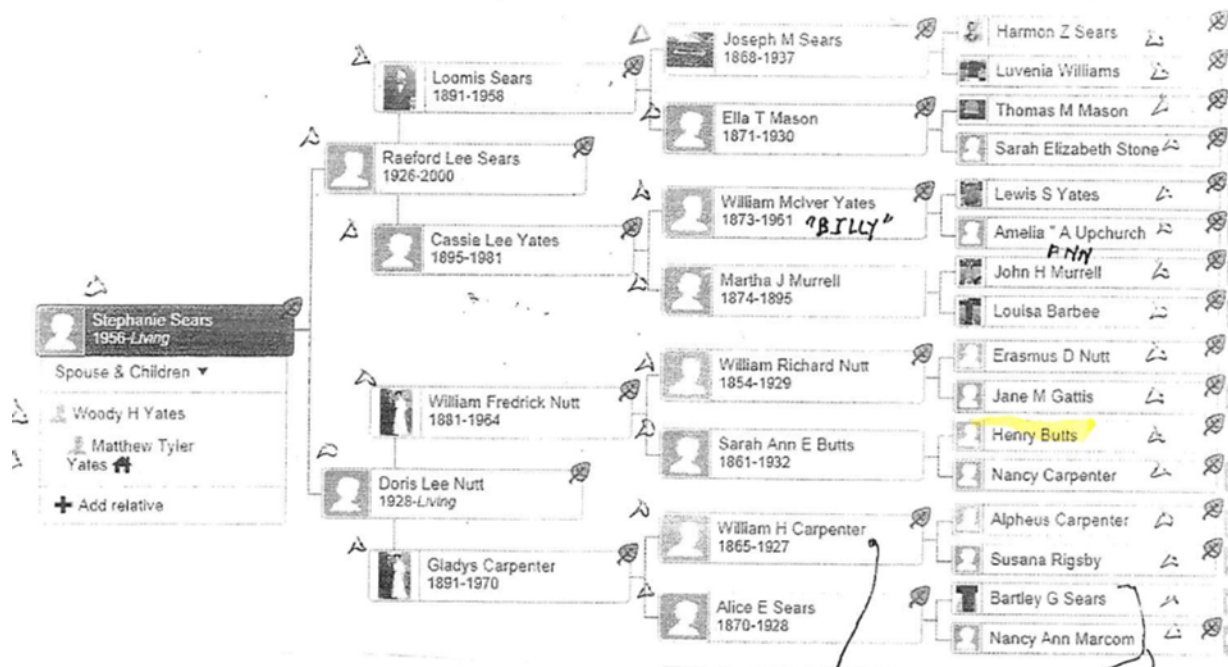 Joseph M Sears
1868-1937
Harmon Z Sears
Luvenia Williams
Loomis Sears
1891-1958
Ella T Mason
1871-1930
Thomas M Mason
Sarah Elizabeth Stone
Raeford Lee Sears
1926-2000
William McIver Yates
1873-1961 "BILLY"
Lewis S Yates
Amelia " A Upchurch
ANN
Cassie Lee Yates
1895-1981
Martha J Murrell
1874-1895
John H Murrell
Louisa Barbee
Stephanie Sears
1956-Living
Spouse & Children
Woody H Yates
Matthew Tyler
Yates
Add relative
William Fredrick Nutt
1881-1964
William Richard Nutt
1854-1929
Erasmus D Nutt
Jane M Gattis
Sarah Ann E Butts
1861-1932
Henry Butts
Nancy Carpenter
Doris Lee Nutt
1928-Living
William H Carpenter
1865-1927
Alpheus Carpenter
Susana Rigsby
Gladys Carpenter
1891-1970
Alice E Sears
1870-1928
Bartley G Sears
Nancy Ann Marcom